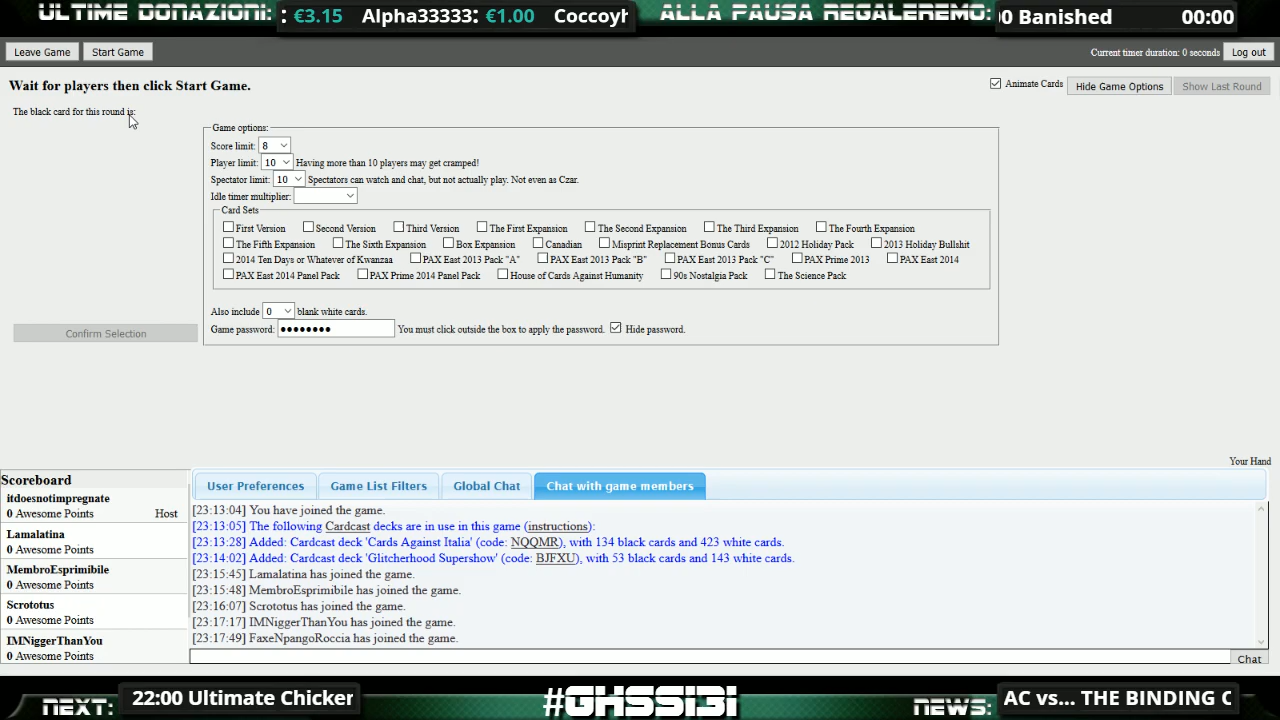 ULTIME DONAZIONI: : €3.15 Alpha33333: €1.00 Coccoyh ALLA PAUSA REGALEREMO: 00 Banished 00:00
Leave Game Start Game Current timer duration: 0 seconds Log out
Wait for players then click Start Game. Animate Cards Hide Game Options Show Last Round
The black card for this round is:
Game options:
Score limit: 8
Player limit: 10 Having more than 10 players may get cramped!
Spectator limit: 10 Spectators can watch and chat, but not actually play. Not even as Czar.
Idle timer multiplier:
Card Sets
First Version Second Version Third Version The First Expansion The Second Expansion The Third Expansion The Fourth Expansion
The Fifth Expansion The Sixth Expansion Box Expansion Canadian Misprint Replacement Bonus Cards 2012 Holiday Pack 2013 Holiday Bullshit
2014 Ten Days or Whatever of Kwanzaa PAX East 2013 Pack "A" PAX East 2013 Pack "B" PAX East 2013 Pack "C" PAX Prime 2013 PAX East 2014
PAX East 2014 Panel Pack PAX Prime 2014 Panel Pack House of Cards Against Humanity 90s Nostalgia Pack The Science Pack
Also include 0 blank white cards.
Game password: ●●●●●●●● You must click outside the box to apply the password. Hide password.
Confirm Selection
Your Hand
Scoreboard
itdoesnotimpregnate
0 Awesome Points Host
Lamalatina
0 Awesome Points
MembroEsprimibile
0 Awesome Points
Scrototus
0 Awesome Points
IMNiggerThanYou
0 Awesome Points
User Preferences Game List Filters Global Chat Chat with game members
[23:13:04] You have joined the game.
[23:13:05] The following Cardcast decks are in use in this game (instructions):
[23:13:28] Added: Cardcast deck 'Cards Against Italia' (code: NQQMR), with 134 black cards and 423 white cards.
[23:14:02] Added: Cardcast deck 'Glitcherhood Supershow' (code: BJFXU), with 53 black cards and 143 white cards.
[23:15:45] Lamalatina has joined the game.
[23:15:48] MembroEsprimibile has joined the game.
[23:16:07] Scrototus has joined the game.
[23:17:17] IMNiggerThanYou has joined the game.
[23:17:49] FaxeNpangoRoccia has joined the game.
Chat
NEXT: 22:00 Ultimate Chicker #GHSSI3I NEWS: AC vs... THE BINDING C